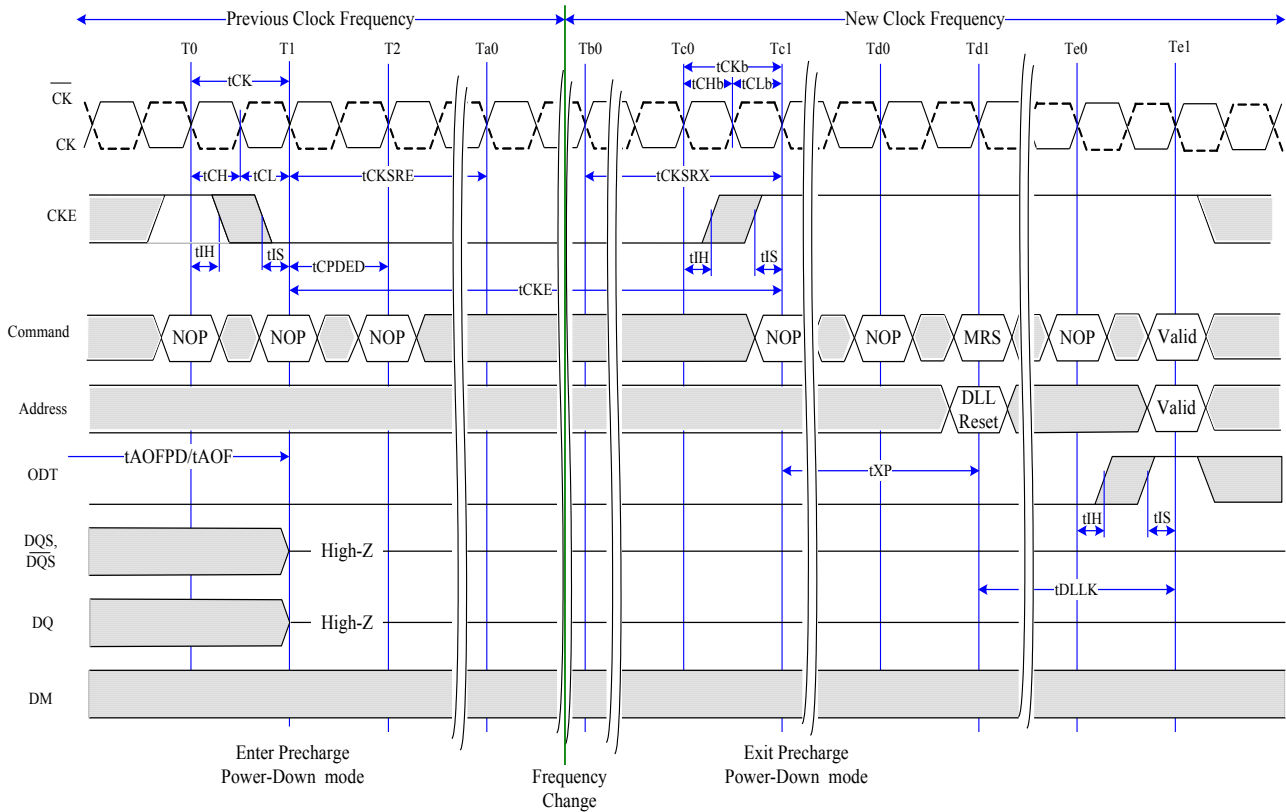 Previous Clock Frequency
New Clock Frequency
T0
T1
T2
Ta0
Tb0
Tc0
Tc1
Td0
Td1
Te0
Te1
tCK
tCKb
tCHb
tCLb
CK
CK
tCH
tCL
tCKSRE
tCKSRX
CKE
tIH
tIS
tCPDED
tIH
tIS
tCKE
Command
NOP
NOP
NOP
NOP
NOP
MRS
NOP
Valid
Address
DLL
Reset
Valid
tAOFPD/tAOF
ODT
tXP
tIH
tIS
DQS,
DQS
High-Z
tDLLK
DQ
High-Z
DM
Enter Precharge
Power-Down mode
Frequency
Change
Exit Precharge
Power-Down mode